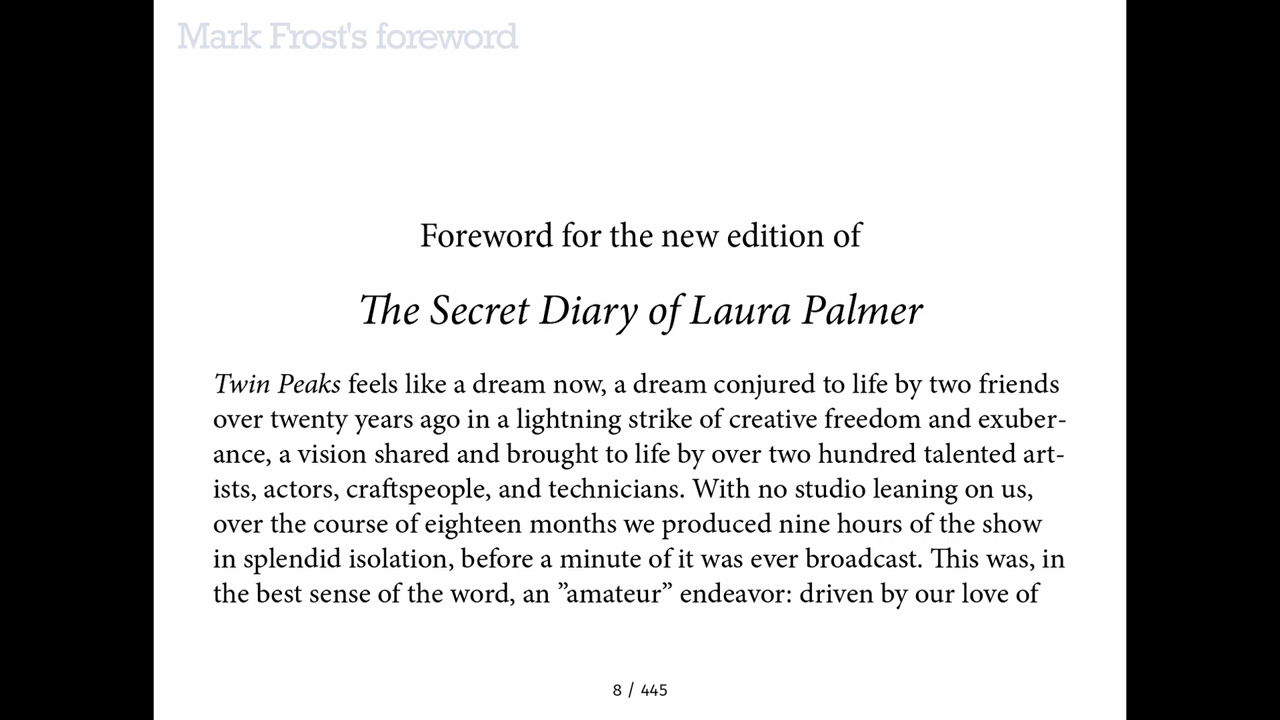 Mark Frost's foreword
Foreword for the new edition of
The Secret Diary of Laura Palmer
Twin Peaks feels like a dream now, a dream conjured to life by two friends
over twenty years ago in a lightning strike of creative freedom and exuber-
ance, a vision shared and brought to life by over two hundred talented art-
ists, actors, craftspeople, and technicians. With no studio leaning on us,
over the course of eighteen months we produced nine hours of the show
in splendid isolation, before a minute of it was ever broadcast. This was, in
the best sense of the word, an ”amateur” endeavor: driven by our love of
8 / 445